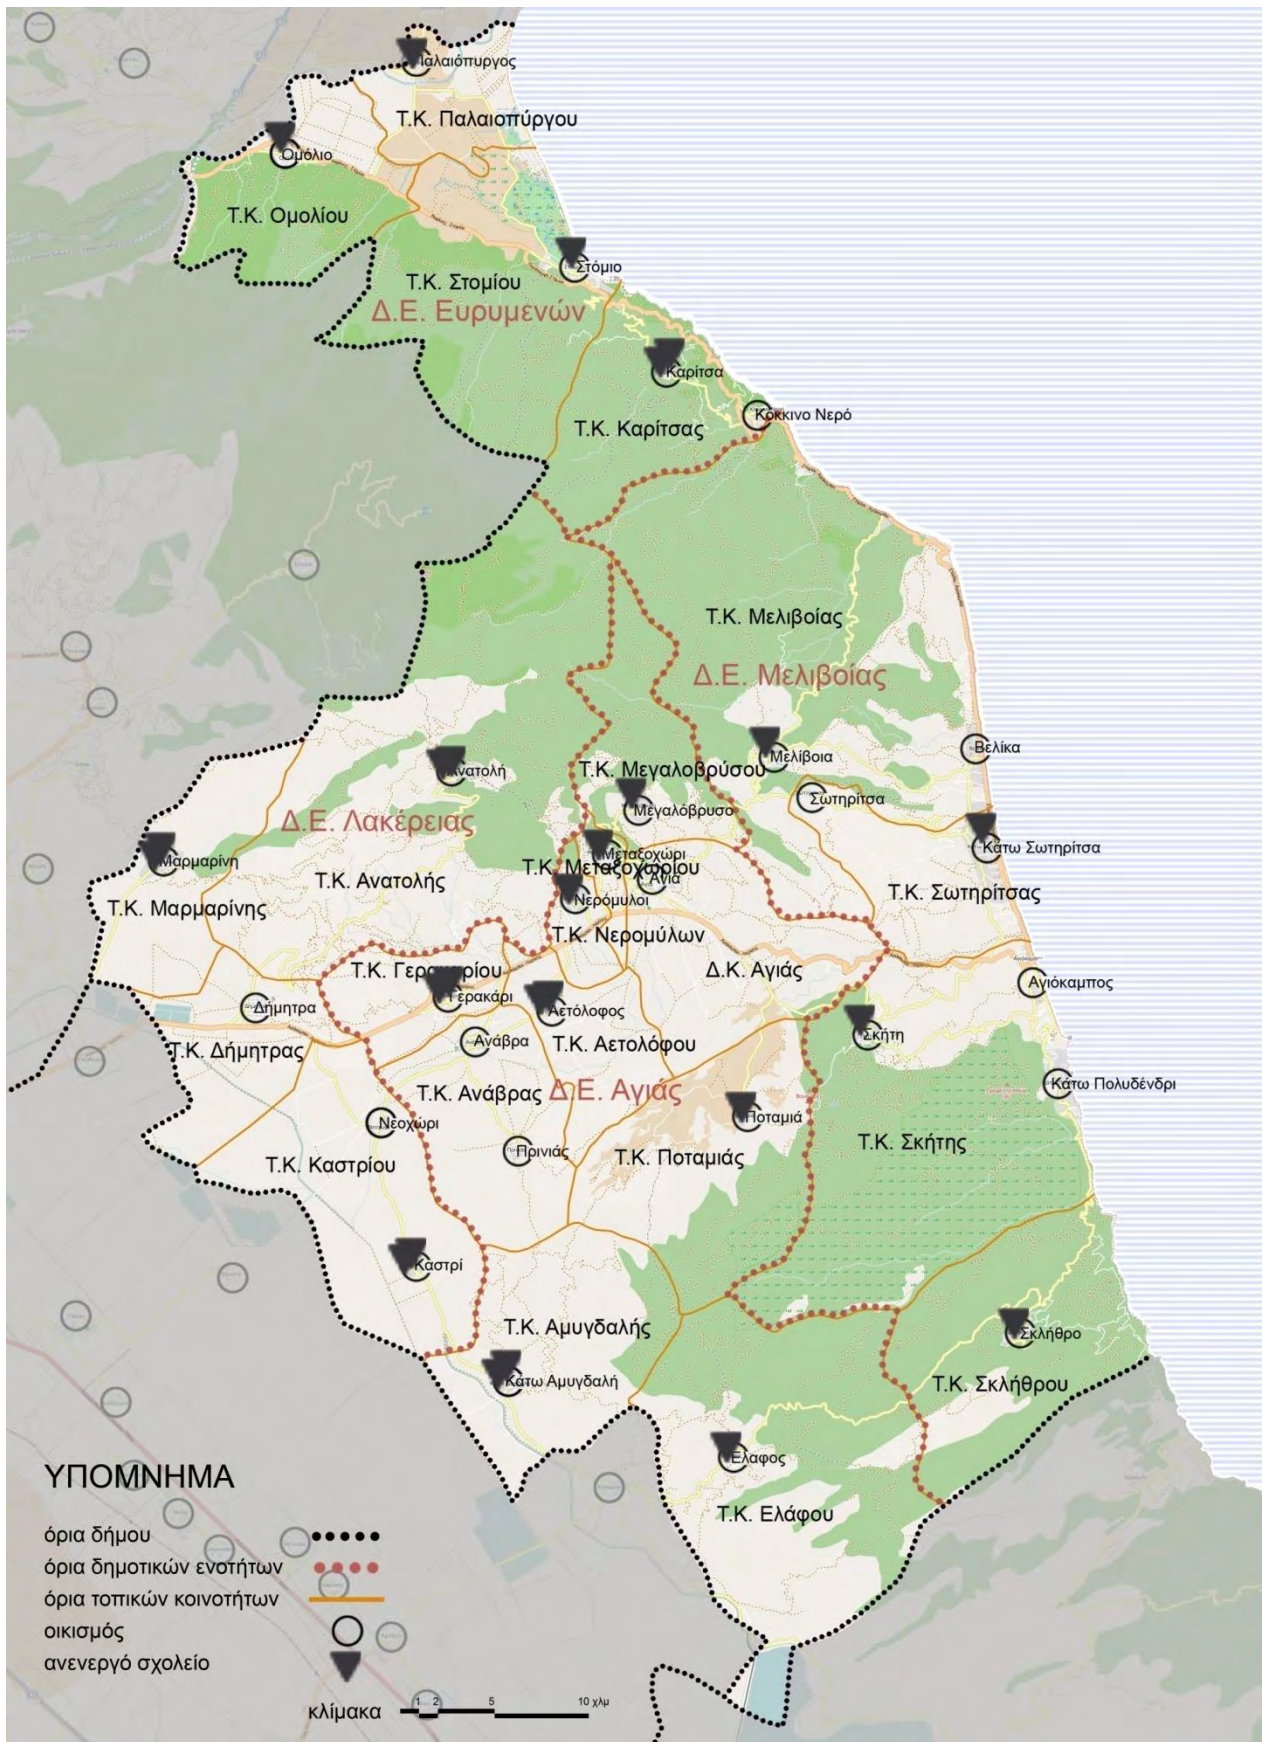 Παλαιόπυργος
Τ.Κ. Παλαιοπύργου
Ομόλιο
Τ.Κ. Ομολίου
Στόμιο
Τ.Κ. Στομίου
Δ.Ε. Ευρυμενών
Καρίτσα
Κόκκινο Νερό
Τ.Κ. Καρίτσας
Τ.Κ. Μελιβοίας
Δ.Ε. Μελιβοίας
Βελίκα
Μελίβοια
Ανατολή
Τ.Κ. Μεγαλοβρύσου
Σωτηρίτσα
Μεγαλόβρυσο
Δ.Ε. Λακέρειας
Κάτω Σωτηρίτσα
Μεταξοχώρι
Μαρμαρίνη
Τ.Κ. Μεταξοχωρίου
Τ.Κ. Ανατολής
Αγιά
Τ.Κ. Σωτηρίτσας
Νερόμυλοι
Τ.Κ. Μαρμαρίνης
Τ.Κ. Νερομύλων
Τ.Κ. Γερακαρίου
Δ.Κ. Αγιάς
Αγιόκαμπος
Γερακάρι
Δήμητρα
Αετόλοφος
Σκήτη
Ανάβρα
Τ.Κ. Αετολόφου
Τ.Κ. Δήμητρας
Κάτω Πολυδένδρι
Τ.Κ. Ανάβρας
Δ.Ε. Αγιάς
Ποταμιά
Νεοχώρι
Τ.Κ. Σκήτης
Πρινιάς
Τ.Κ. Ποταμιάς
Τ.Κ. Καστρίου
Καστρί
Τ.Κ. Αμυγδαλής
Σκλήθρο
Κάτω Αμυγδαλή
Τ.Κ. Σκλήθρου
Έλαφος
Τ.Κ. Ελάφου
ΥΠΟΜΝΗΜΑ
όρια δήμου
όρια δημοτικών ενοτήτων
όρια τοπικών κοινοτήτων
οικισμός
ανενεργό σχολείο
κλίμακα 1 2 5 10 χλμ